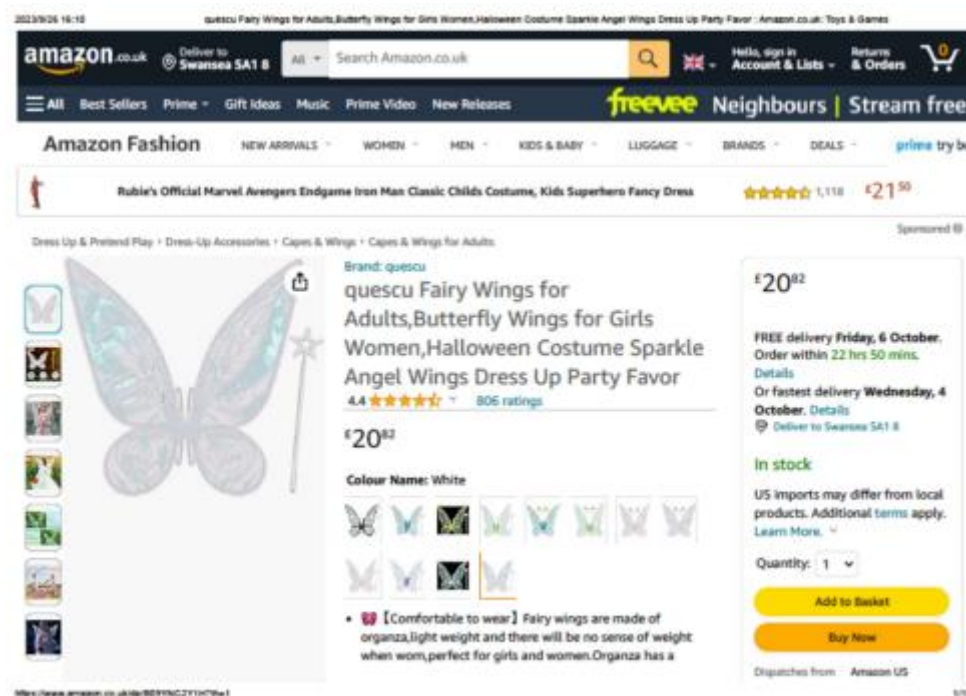 2023/9/26 16:10
quescu Fairy Wings for Adults,Butterfly Wings for Girls Women,Halloween Costume Sparkle Angel Wings Dress Up Party Favor : Amazon.co.uk: Toys & Games
amazon.co.uk
Deliver to
Swansea SA1 8
All
Search Amazon.co.uk
Hello, sign in
Account & Lists
Returns
& Orders
0
All Best Sellers Prime Gift Ideas Music Prime Video New Releases
freevee Neighbours | Stream free
Amazon Fashion NEW ARRIVALS WOMEN MEN KIDS & BABY LUGGAGE BRANDS DEALS prime try b
Rubie's Official Marvel Avengers Endgame Iron Man Classic Childs Costume, Kids Superhero Fancy Dress
1,118 £21.50
Sponsored
Dress Up & Pretend Play › Dress-Up Accessories › Capes & Wings › Capes & Wings for Adults
Brand: quescu
quescu Fairy Wings for
Adults,Butterfly Wings for Girls
Women,Halloween Costume Sparkle
Angel Wings Dress Up Party Favor
4.4 806 ratings
£2082
Colour Name: White
• 【Comfortable to wear】Fairy wings are made of
organza,light weight and there will be no sense of weight
when worn,perfect for girls and women.Organza has a
£2082
FREE delivery Friday, 6 October.
Order within 22 hrs 50 mins.
Details
Or fastest delivery Wednesday, 4
October. Details
Deliver to Swansea SA1 8
In stock
US imports may differ from local
products. Additional terms apply.
Learn More.
Quantity: 1
Add to Basket
Buy Now
Dispatches from Amazon US